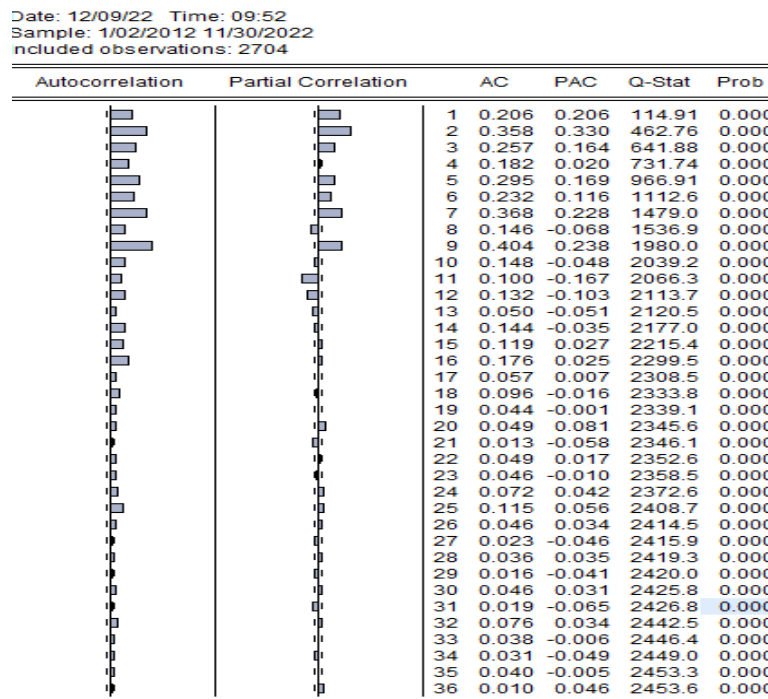 Date: 12/09/22 Time: 09:52
Sample: 1/02/2012 11/30/2022
Included observations: 2704
Autocorrelation Partial Correlation AC PAC Q-Stat Prob
1 0.206 0.206 114.91 0.000
2 0.358 0.330 462.76 0.000
3 0.257 0.164 641.88 0.000
4 0.182 0.020 731.74 0.000
5 0.295 0.169 966.91 0.000
6 0.232 0.116 1112.6 0.000
7 0.368 0.228 1479.0 0.000
8 0.146 -0.068 1536.9 0.000
9 0.404 0.238 1980.0 0.000
10 0.148 -0.048 2039.2 0.000
11 0.100 -0.167 2066.3 0.000
12 0.132 -0.103 2113.7 0.000
13 0.050 -0.051 2120.5 0.000
14 0.144 -0.035 2177.0 0.000
15 0.119 0.027 2215.4 0.000
16 0.176 0.025 2299.5 0.000
17 0.057 0.007 2308.5 0.000
18 0.096 -0.016 2333.8 0.000
19 0.044 -0.001 2339.1 0.000
20 0.049 0.081 2345.6 0.000
21 0.013 -0.058 2346.1 0.000
22 0.049 0.017 2352.6 0.000
23 0.046 -0.010 2358.5 0.000
24 0.072 0.042 2372.6 0.000
25 0.115 0.056 2408.7 0.000
26 0.046 0.034 2414.5 0.000
27 0.023 -0.046 2415.9 0.000
28 0.036 0.035 2419.3 0.000
29 0.016 -0.041 2420.0 0.000
30 0.046 0.031 2425.8 0.000
31 0.019 -0.065 2426.8 0.000
32 0.076 0.034 2442.5 0.000
33 0.038 -0.006 2446.4 0.000
34 0.031 -0.049 2449.0 0.000
35 0.040 -0.005 2453.3 0.000
36 0.010 0.046 2453.6 0.000